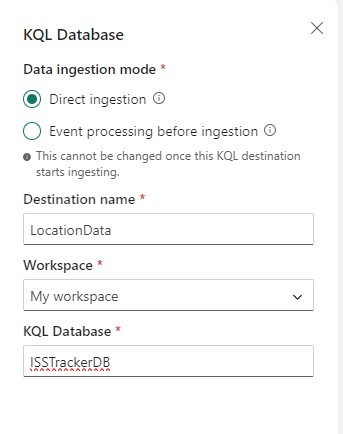 KQL Database
Data ingestion mode *
Direct ingestion
Event processing before ingestion
This cannot be changed once this KQL destination
starts ingesting.
Destination name *
LocationData
Workspace *
My workspace
KQL Database *
ISSTrackerDB